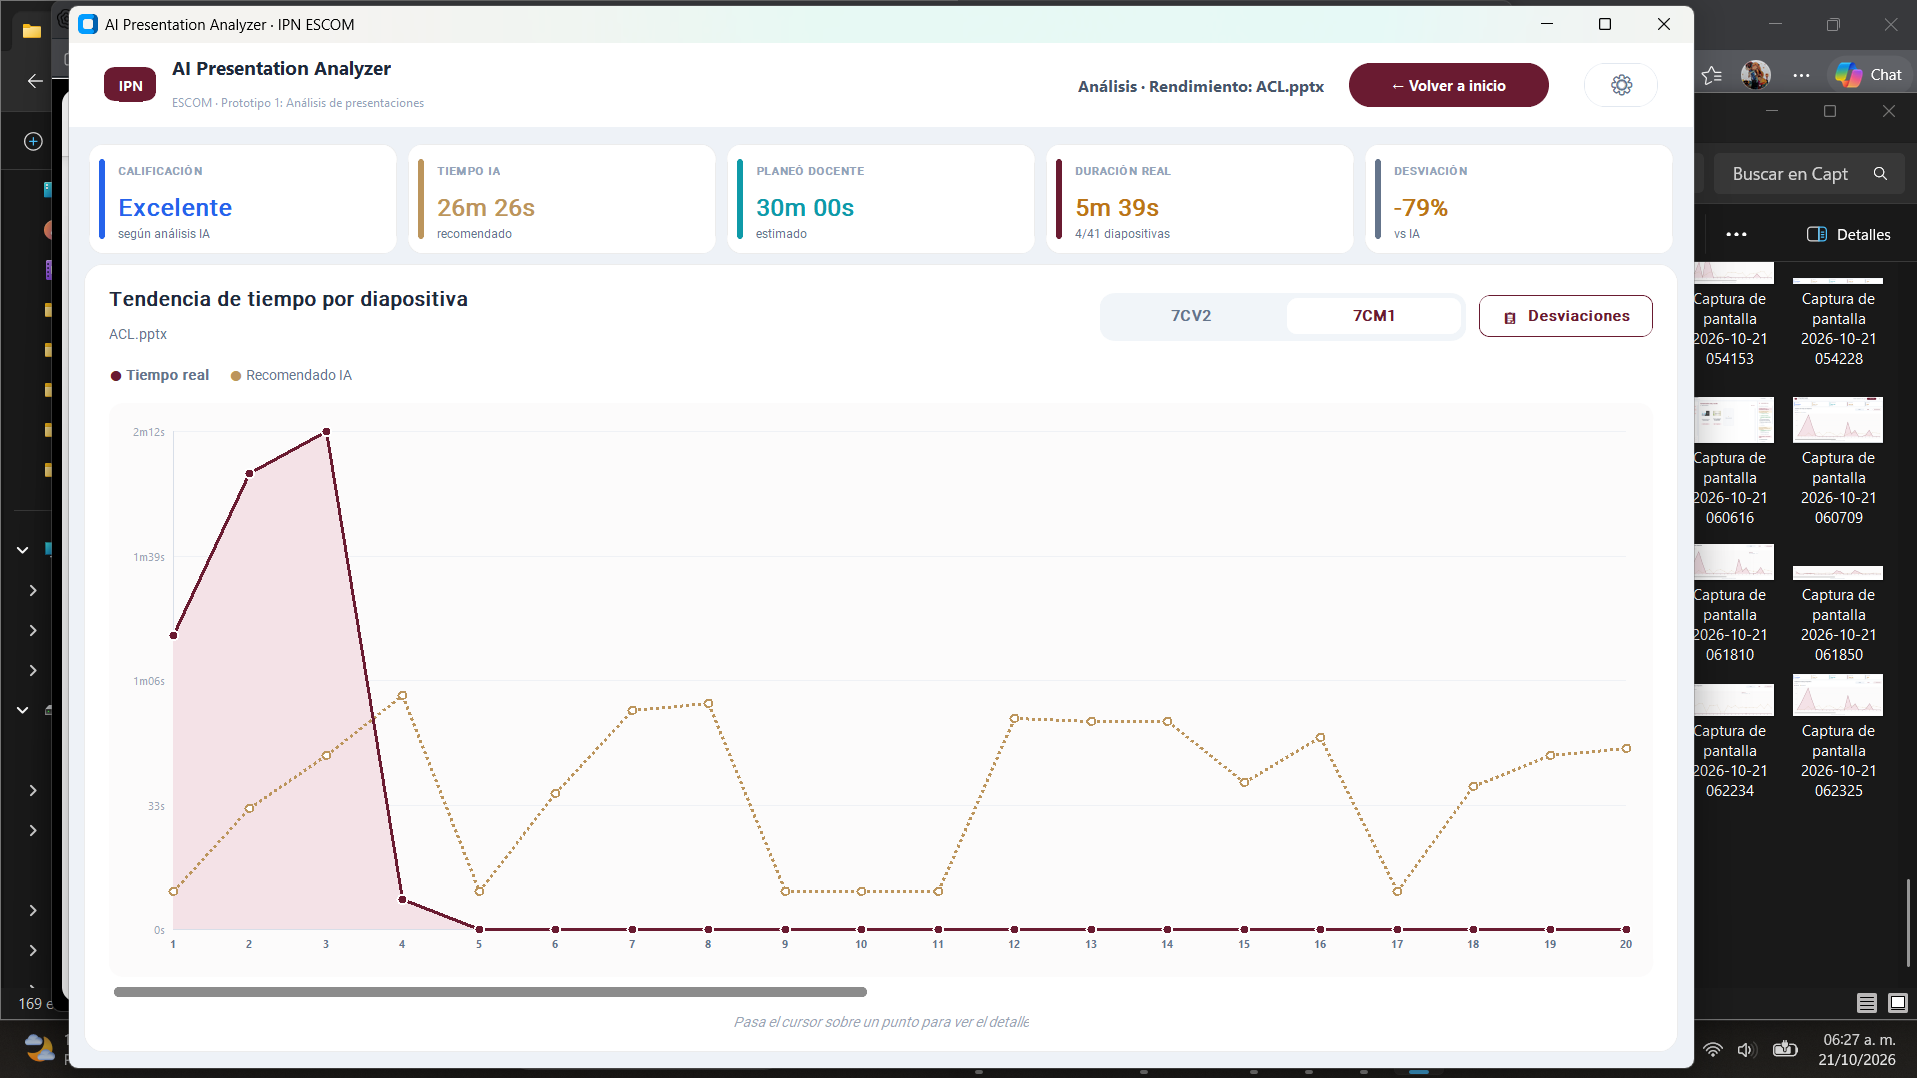 AI Presentation Analyzer · IPN ESCOM
IPN
AI Presentation Analyzer
ESCOM · Prototipo 1: Análisis de presentaciones
Análisis · Rendimiento: ACL.pptx
← Volver a inicio
Chat
CALIFICACIÓN
Excelente
según análisis IA
TIEMPO IA
26m 26s
recomendado
PLANEÓ DOCENTE
30m 00s
estimado
DURACIÓN REAL
5m 39s
4/41 diapositivas
DESVIACIÓN
-79%
vs IA
Buscar en Capt
Detalles
Tendencia de tiempo por diapositiva
ACL.pptx
7CV2
7CM1
Desviaciones
Tiempo real
Recomendado IA
2m12s
1m39s
1m06s
33s
0s
1 2 3 4 5 6 7 8 9 10 11 12 13 14 15 16 17 18 19 20
Pasa el cursor sobre un punto para ver el detalle
Captura de
pantalla
2026-10-21
054153
Captura de
pantalla
2026-10-21
054228
Captura de
pantalla
2026-10-21
060616
Captura de
pantalla
2026-10-21
060709
Captura de
pantalla
2026-10-21
061810
Captura de
pantalla
2026-10-21
061850
Captura de
pantalla
2026-10-21
062234
Captura de
pantalla
2026-10-21
062325
169 e
06:27 a. m.
21/10/2026